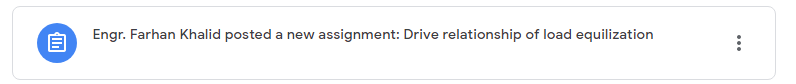 Engr. Farhan Khalid posted a new assignment: Drive relationship of load equilization